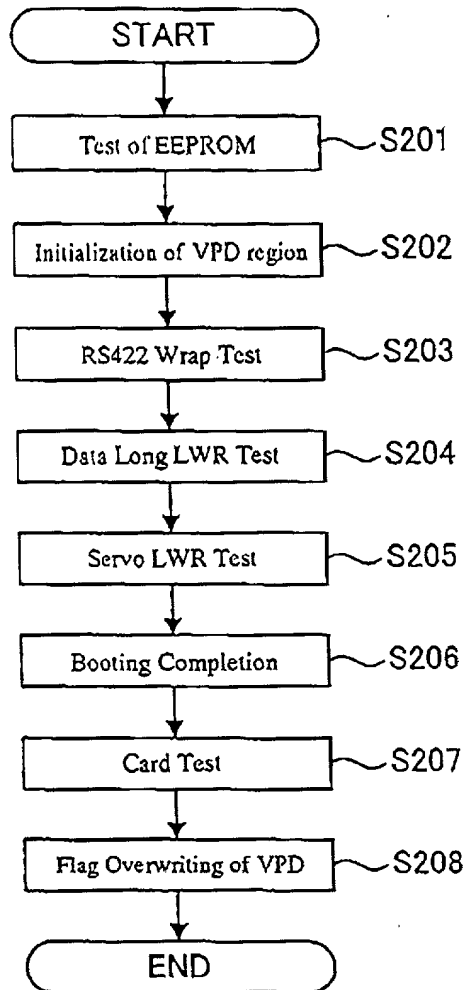 START
Test of EEPROM S201
Initialization of VPD region S202
RS422 Wrap Test S203
Data Long LWR Test S204
Servo LWR Test S205
Booting Completion S206
Card Test S207
Flag Overwriting of VPD S208
END